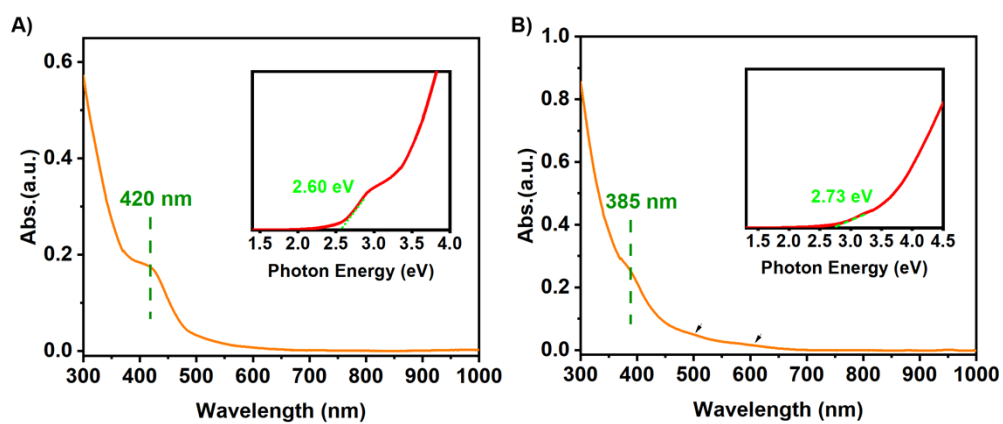 A)
0.6
0.4
0.2
0.0
Abs.(a.u.)
420 nm
2.60 eV
1.5 2.0 2.5 3.0 3.5 4.0
Photon Energy (eV)
300 400 500 600 700 800 900 1000
Wavelength (nm)
B)
1.0
0.8
0.6
0.4
0.2
0.0
Abs.(a.u.)
385 nm
2.73 eV
1.5 2.0 2.5 3.0 3.5 4.0 4.5
Photon Energy (eV)
300 400 500 600 700 800 900 1000
Wavelength (nm)